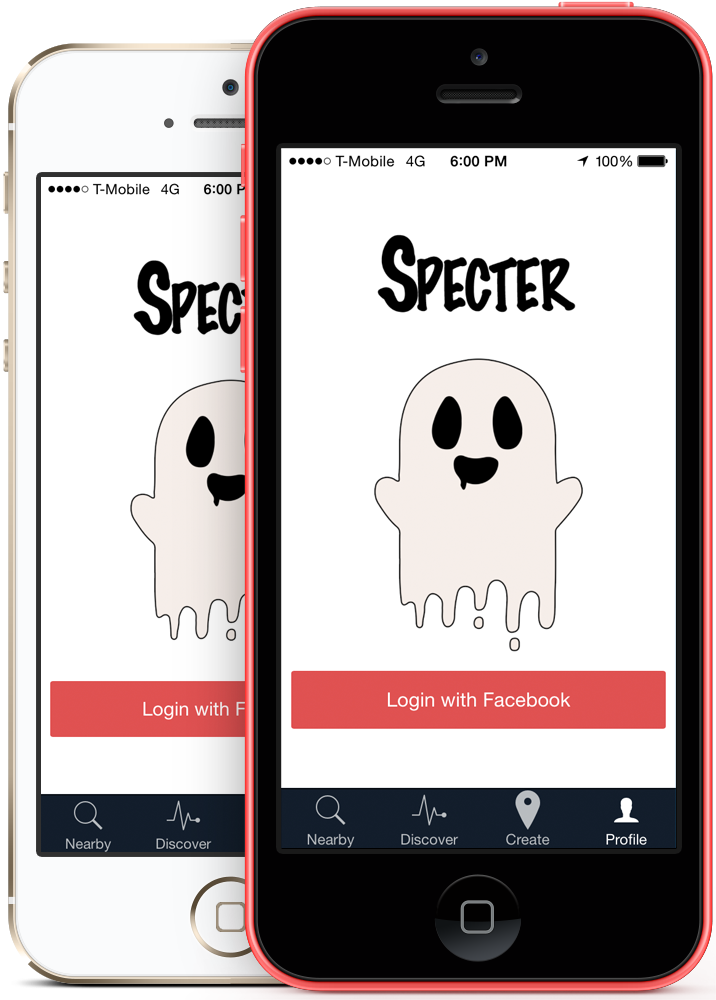 T-Mobile 4G 6:00 P
SPEC
Login with F
Nearby Discover
T-Mobile 4G 6:00 PM 100%
SPECTER
Login with Facebook
Nearby Discover Create Profile